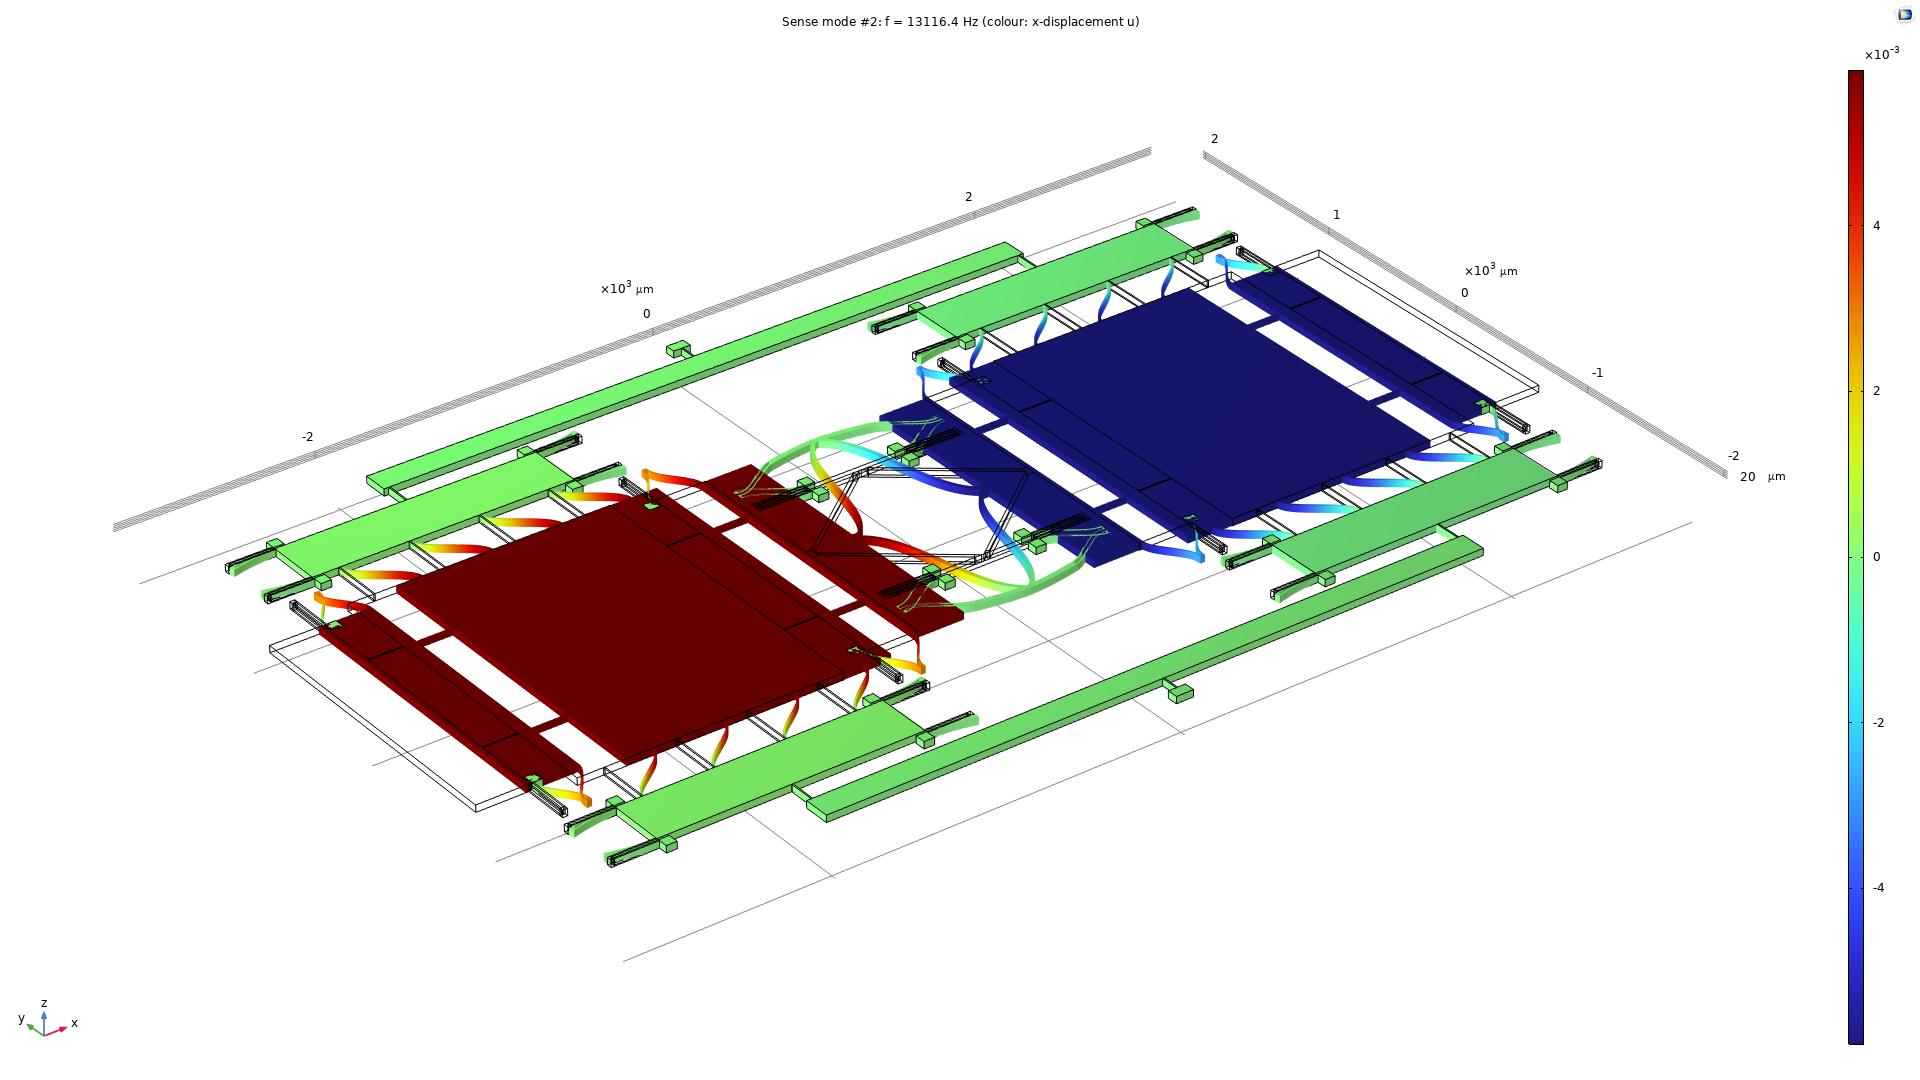 Sense mode #2: f = 13116.4 Hz (colour: x-displacement u)
×10⁻³
4
2
0
-2
-4
2
1
×10³ µm
0
-1
-2
20 µm
2
×10³ µm
0
-2
z
y
x